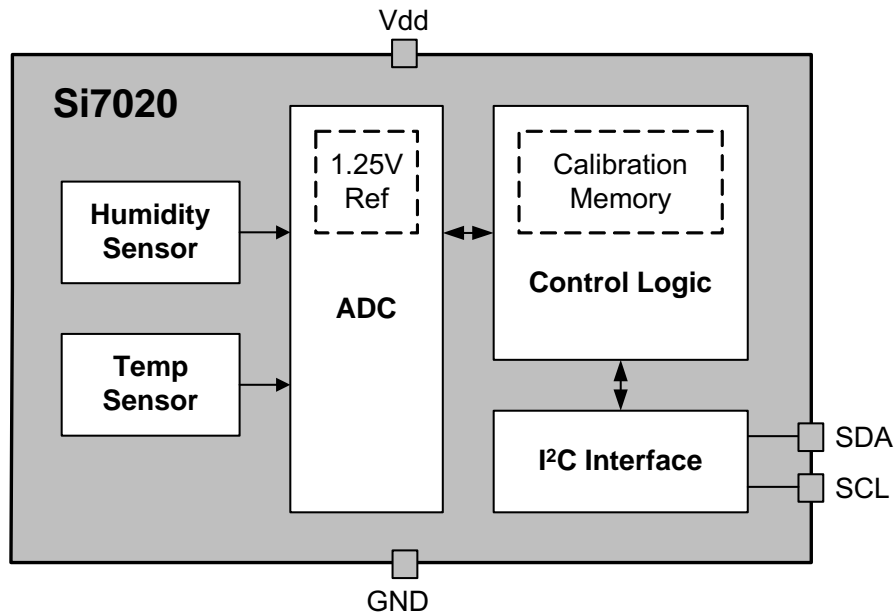 Vdd
Si7020
1.25V
Ref
Calibration
Memory
Humidity
Sensor
ADC
Control Logic
Temp
Sensor
I²C Interface
SDA
SCL
GND